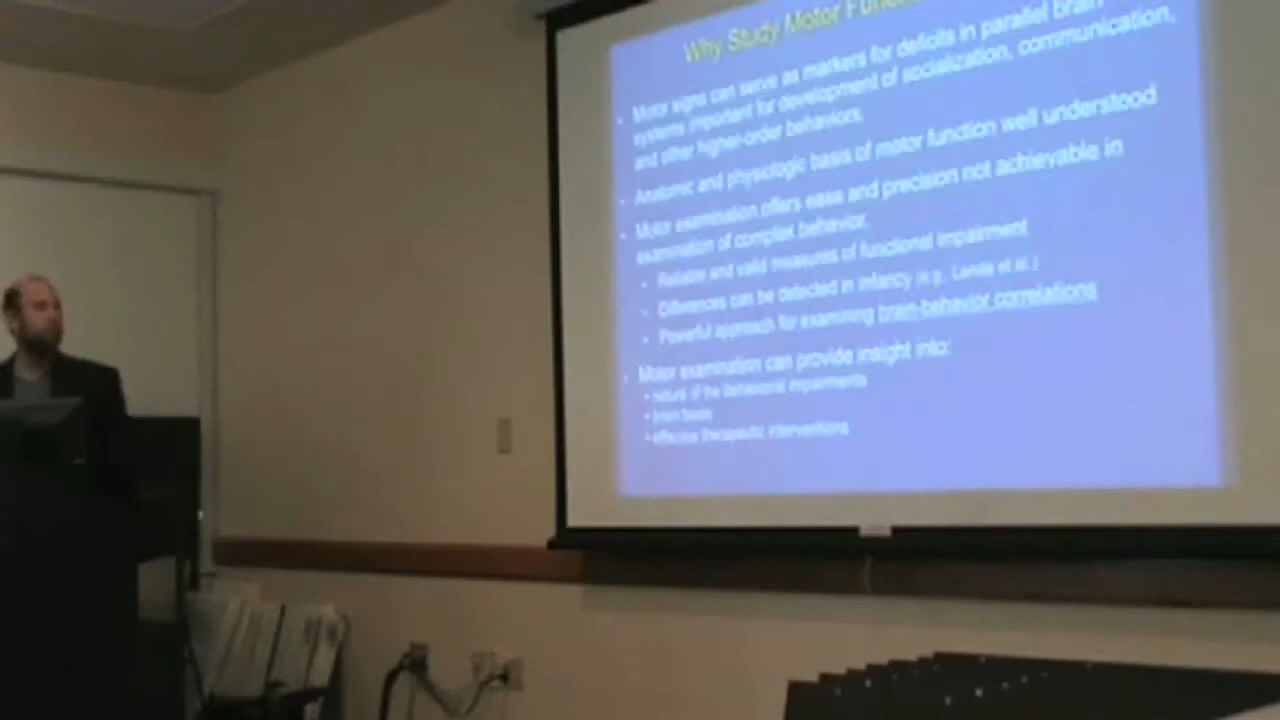 Why Study Motor
• Motor signs can serve as markers for deficits in parallel brain
systems important for development of socialization, communication,
and other higher-order behaviors.
• Anatomic and physiologic basis of motor function well understood
• Motor examination offers ease and precision not achievable in
examination of complex behavior.
• Reliable and valid measures of functional impairment
• Differences can be detected in infancy (e.g., Landa et al.)
• Powerful approach for examining brain-behavior correlations
• Motor examination can provide insight into:
• nature of the behavioral impairments
• brain basis
• effective therapeutic interventions